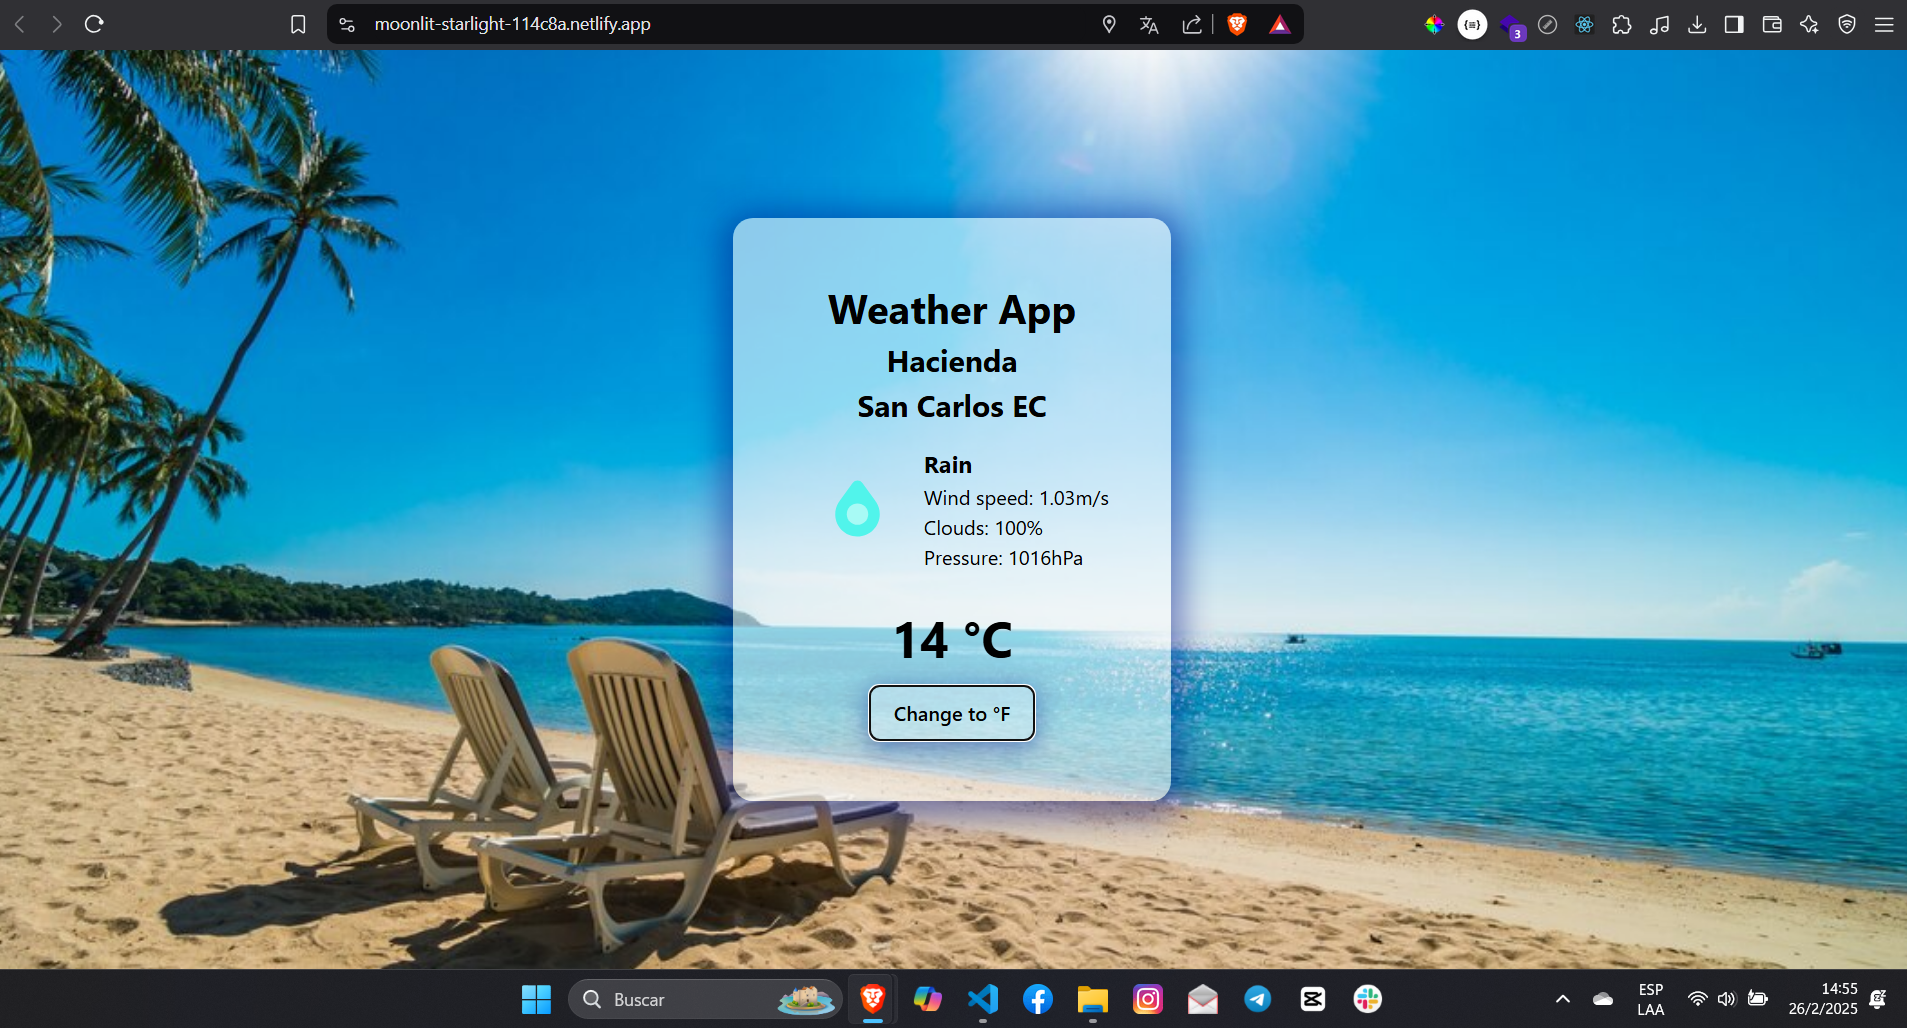 moonlit-starlight-114c8a.netlify.app
3
Weather App
Hacienda
San Carlos EC
Rain
Wind speed: 1.03m/s
Clouds: 100%
Pressure: 1016hPa
14 °C
Change to °F
Buscar
ESP
LAA
14:55
26/2/2025